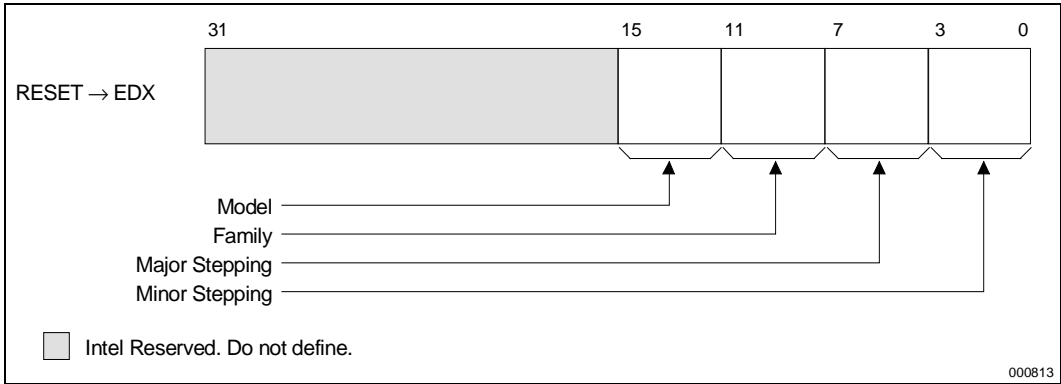 31 15 11 7 3 0
RESET → EDX
Model
Family
Major Stepping
Minor Stepping
Intel Reserved. Do not define.
000813